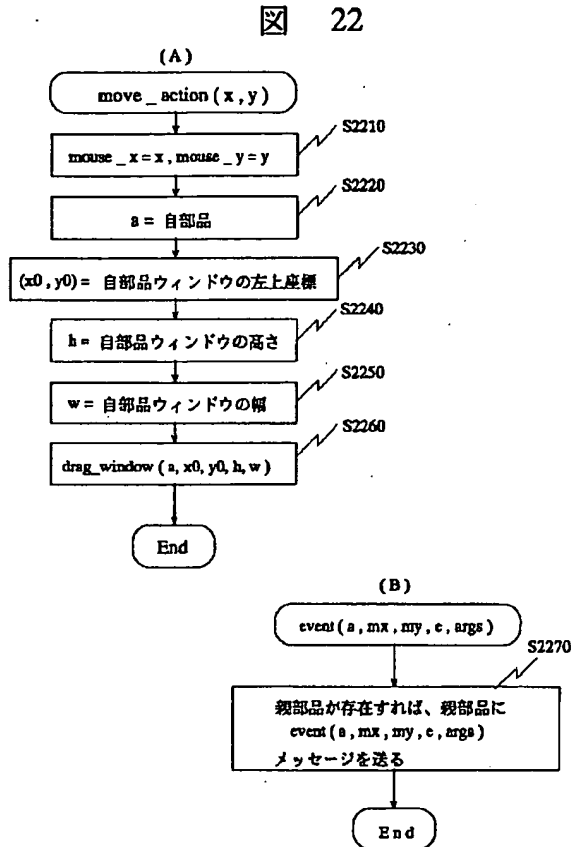 図 22
(A)
move_action(x,y)
S2210
mouse_x=x,mouse_y=y
S2220
a= 自部品
S2230
(x0,y0)= 自部品ウィンドウの左上座標
S2240
h= 自部品ウィンドウの高さ
S2250
w= 自部品ウィンドウの幅
S2260
drag_window(a,x0,y0,h,w)
End
(B)
event(a,mx,my,e,args)
S2270
親部品が存在すれば、親部品に
event(a,mx,my,e,args)
メッセージを送る
End